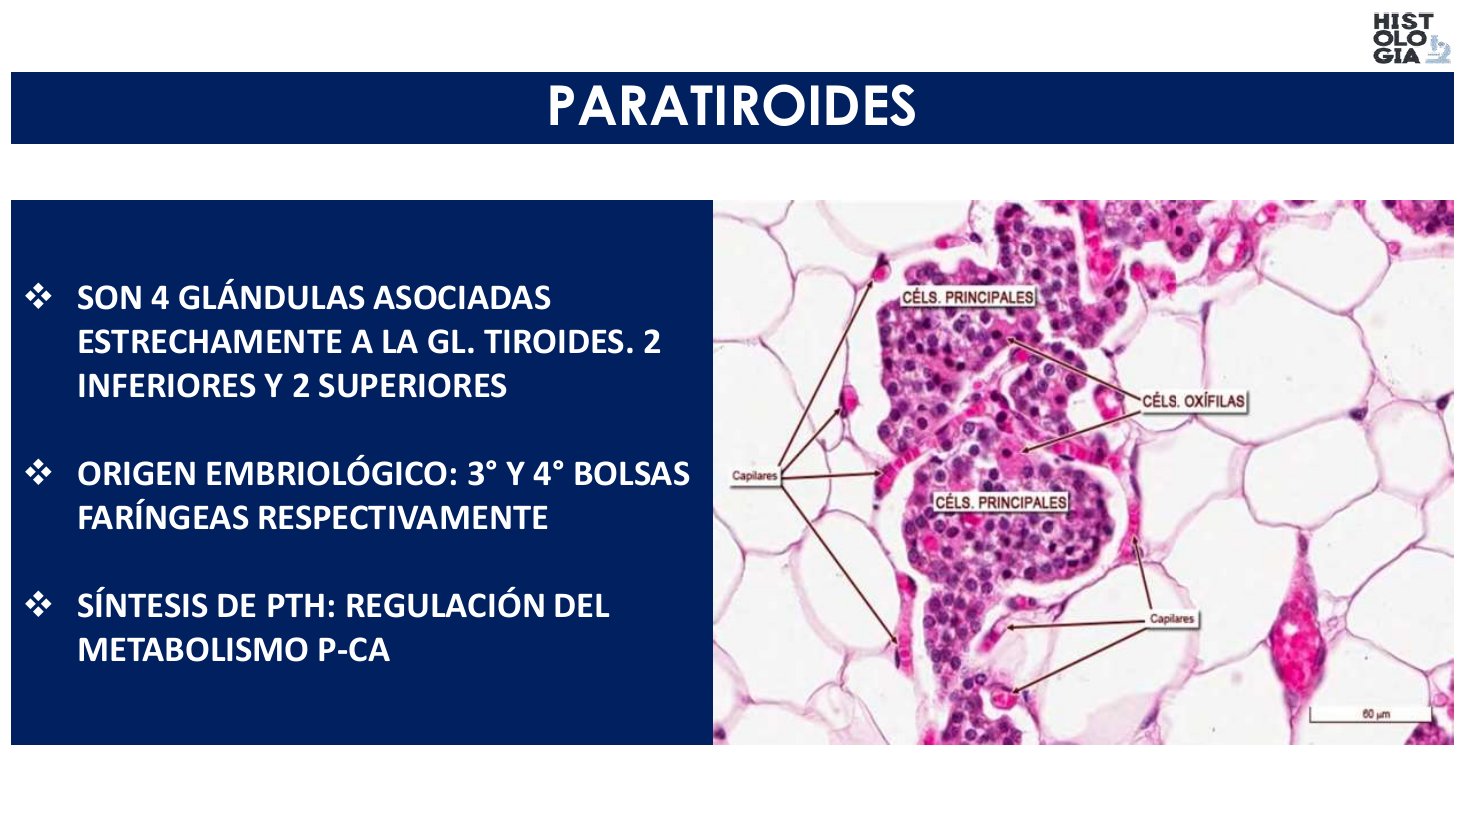 HIST
OLO
GIA
PARATIROIDES
❖ SON 4 GLÁNDULAS ASOCIADAS
ESTRECHAMENTE A LA GL. TIROIDES. 2
INFERIORES Y 2 SUPERIORES
❖ ORIGEN EMBRIOLÓGICO: 3° Y 4° BOLSAS
FARÍNGEAS RESPECTIVAMENTE
❖ SÍNTESIS DE PTH: REGULACIÓN DEL
METABOLISMO P-CA
CÉLS. PRINCIPALES
CÉLS. OXÍFILAS
Capilares
CÉLS. PRINCIPALES
Capilares
60 µm